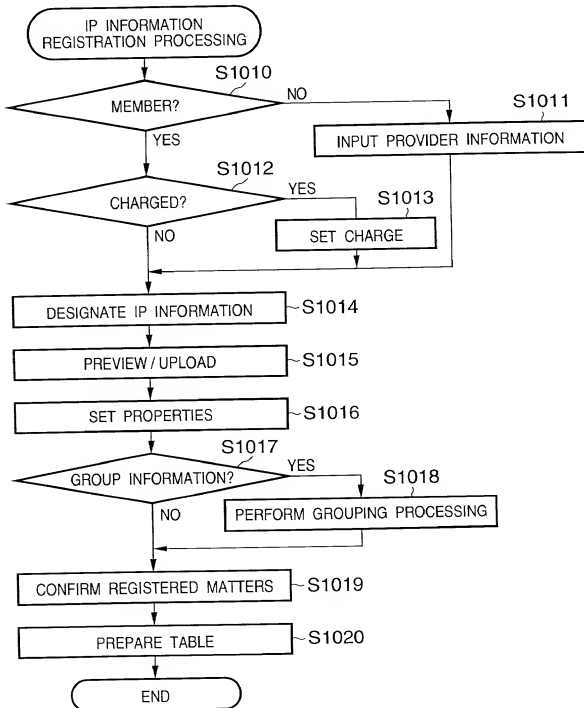 IP INFORMATION
REGISTRATION PROCESSING
S1010
MEMBER?
NO
YES
S1011
INPUT PROVIDER INFORMATION
S1012
CHARGED?
YES
NO
S1013
SET CHARGE
DESIGNATE IP INFORMATION
S1014
PREVIEW/UPLOAD
S1015
SET PROPERTIES
S1016
S1017
GROUP INFORMATION?
YES
NO
S1018
PERFORM GROUPING PROCESSING
CONFIRM REGISTERED MATTERS
S1019
PREPARE TABLE
S1020
END